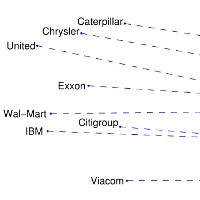 Caterpillar
Chrysler
United
Exxon
Wal-Mart
Citigroup
IBM
Viacom